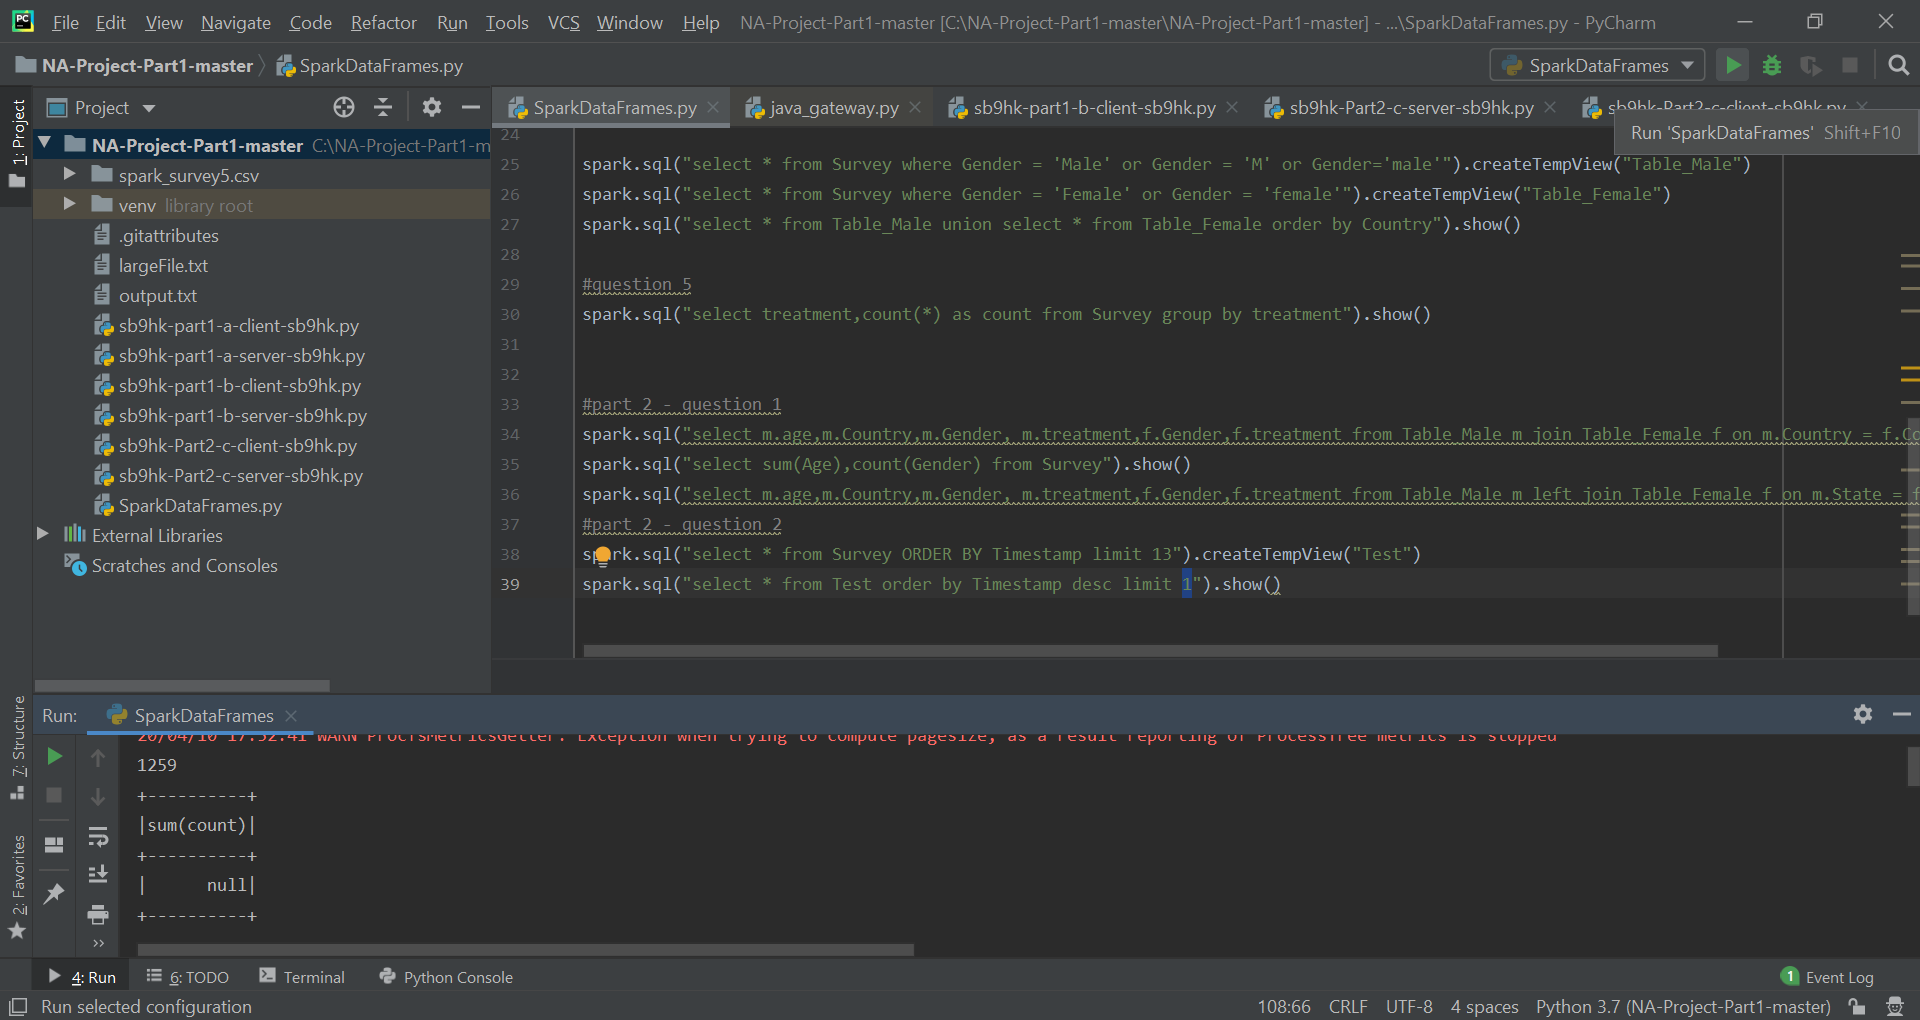 File Edit View Navigate Code Refactor Run Tools VCS Window Help NA-Project-Part1-master [C:\NA-Project-Part1-master\NA-Project-Part1-master] - ...\SparkDataFrames.py - PyCharm
NA-Project-Part1-master SparkDataFrames.py SparkDataFrames
1: Project
Project
SparkDataFrames.py java_gateway.py sb9hk-part1-b-client-sb9hk.py sb9hk-Part2-c-server-sb9hk.py sb9hk-Part2-c-client-sb9hk.py
Run 'SparkDataFrames' Shift+F10
NA-Project-Part1-master C:\NA-Project-Part1-m
spark_survey5.csv
venv library root
.gitattributes
largeFile.txt
output.txt
sb9hk-part1-a-client-sb9hk.py
sb9hk-part1-a-server-sb9hk.py
sb9hk-part1-b-client-sb9hk.py
sb9hk-part1-b-server-sb9hk.py
sb9hk-Part2-c-client-sb9hk.py
sb9hk-Part2-c-server-sb9hk.py
SparkDataFrames.py
External Libraries
Scratches and Consoles
24
25 spark.sql("select * from Survey where Gender = 'Male' or Gender = 'M' or Gender='male'").createTempView("Table_Male")
26 spark.sql("select * from Survey where Gender = 'Female' or Gender = 'female'").createTempView("Table_Female")
27 spark.sql("select * from Table_Male union select * from Table_Female order by Country").show()
28
29 #question 5
30 spark.sql("select treatment,count(*) as count from Survey group by treatment").show()
31
32
33 #part 2 - question 1
34 spark.sql("select m.age,m.Country,m.Gender, m.treatment,f.Gender,f.treatment from Table_Male m join Table_Female f on m.Country = f.Co
35 spark.sql("select sum(Age),count(Gender) from Survey").show()
36 spark.sql("select m.age,m.Country,m.Gender, m.treatment,f.Gender,f.treatment from Table_Male m left join Table_Female f on m.State = f
37 #part 2 - question 2
38 spark.sql("select * from Survey ORDER BY Timestamp limit 13").createTempView("Test")
39 spark.sql("select * from Test order by Timestamp desc limit 1").show()
7: Structure
2: Favorites
Run: SparkDataFrames
20/04/10 17:52:41 WARN ProcfsMetricsGetter: Exception when trying to compute pagesize, as a result reporting of ProcessTree metrics is stopped
1259
+----------+
|sum(count)|
+----------+
|      null|
+----------+
4: Run 6: TODO Terminal Python Console 1 Event Log
Run selected configuration 108:66 CRLF UTF-8 4 spaces Python 3.7 (NA-Project-Part1-master)